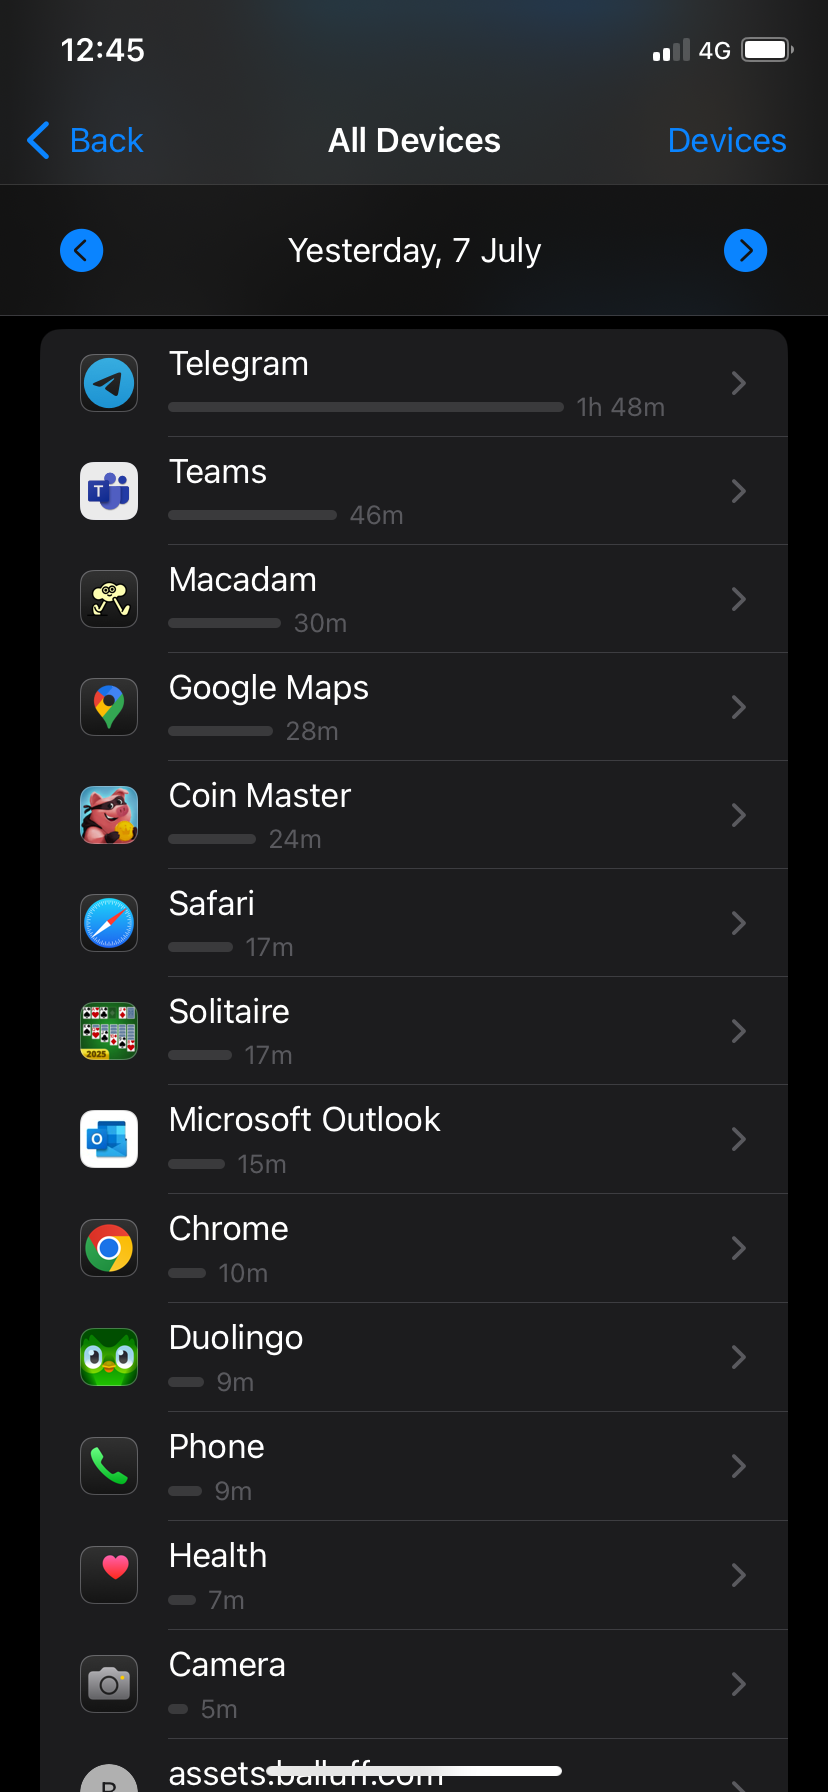 12:45 4G
Back All Devices Devices
Yesterday, 7 July
Telegram
1h 48m
Teams
T
46m
Macadam
30m
Google Maps
28m
Coin Master
24m
Safari
17m
Solitaire
2025
17m
Microsoft Outlook
O
15m
Chrome
10m
Duolingo
9m
Phone
9m
Health
7m
Camera
5m
assets.balluff.com